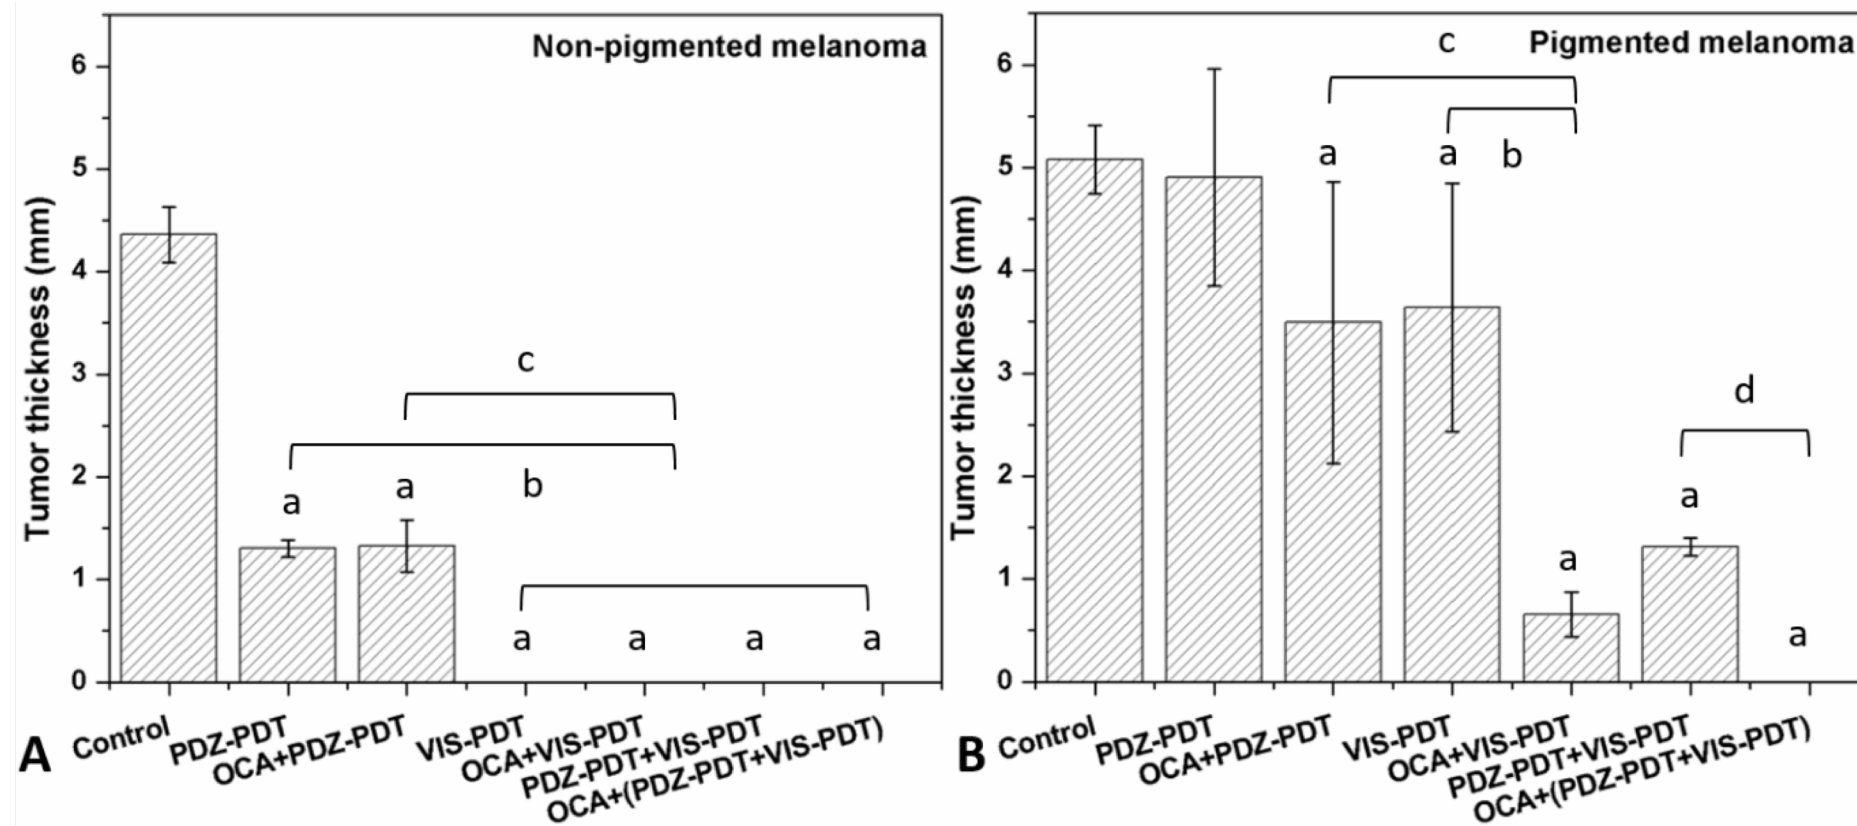 Non-pigmented melanoma
Tumor thickness (mm)
6
5
4
3
2
1
0
c
b
a
a
a
a
a
a
Control
PDZ-PDT
OCA+PDZ-PDT
VIS-PDT
OCA+VIS-PDT
PDZ-PDT+VIS-PDT
OCA+(PDZ-PDT+VIS-PDT)
A
Pigmented melanoma
Tumor thickness (mm)
6
5
4
3
2
1
0
c
a
a
b
d
a
a
a
Control
PDZ-PDT
OCA+PDZ-PDT
VIS-PDT
OCA+VIS-PDT
PDZ-PDT+VIS-PDT
OCA+(PDZ-PDT+VIS-PDT)
B